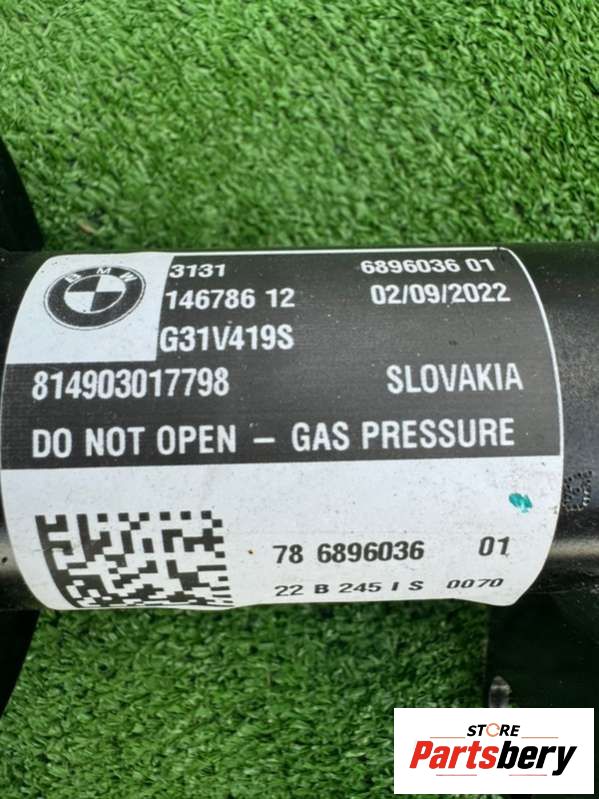 BMW
3131 6896036 01
146786 12 02/09/2022
G31V419S
814903017798 SLOVAKIA
DO NOT OPEN – GAS PRESSURE
78 6896036 01
22 B 245 I S 0070
STORE
Partsbery